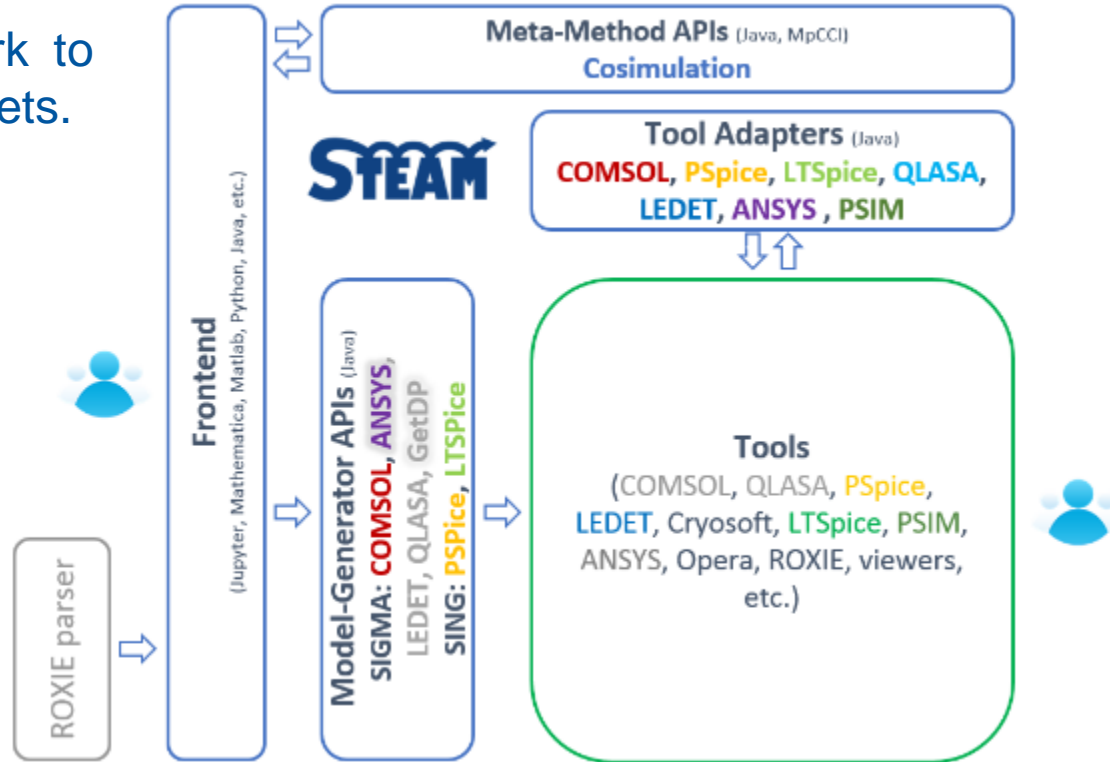 rk to
ets.
Meta-Method APIs (Java, MpCCI)
Cosimulation
STEAM
Tool Adapters (Java)
COMSOL, PSpice, LTSpice, QLASA,
LEDET, ANSYS , PSIM
Frontend
(Jupyter, Mathematica, Matlab, Python, Java, etc.)
Model-Generator APIs (Java)
SIGMA: COMSOL, ANSYS,
LEDET, QLASA, GetDP
SING: PSPice, LTSPice
Tools
(COMSOL, QLASA, PSpice,
LEDET, Cryosoft, LTSpice, PSIM,
ANSYS, Opera, ROXIE, viewers,
etc.)
ROXIE parser